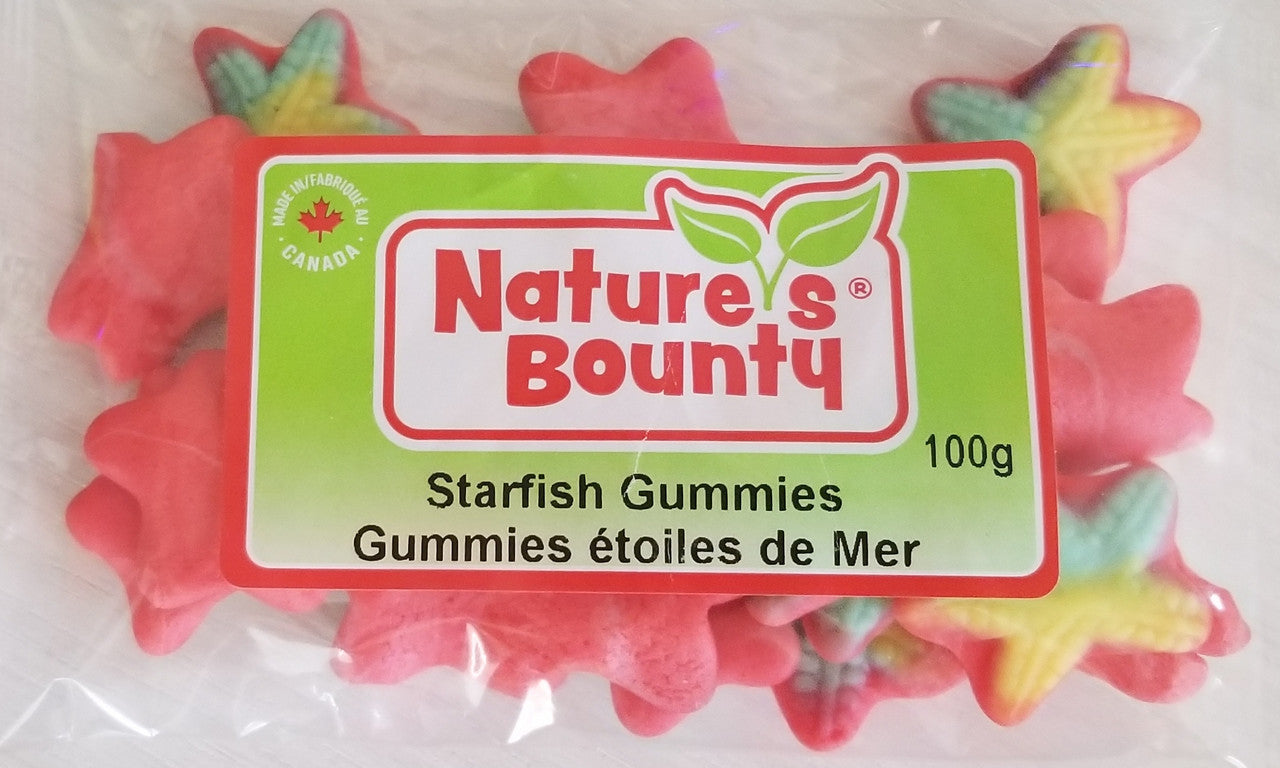 MADE IN/FABRIQUÉ AU
• CANADA •
Nature's®
Bounty
100g
Starfish Gummies
Gummies étoiles de Mer